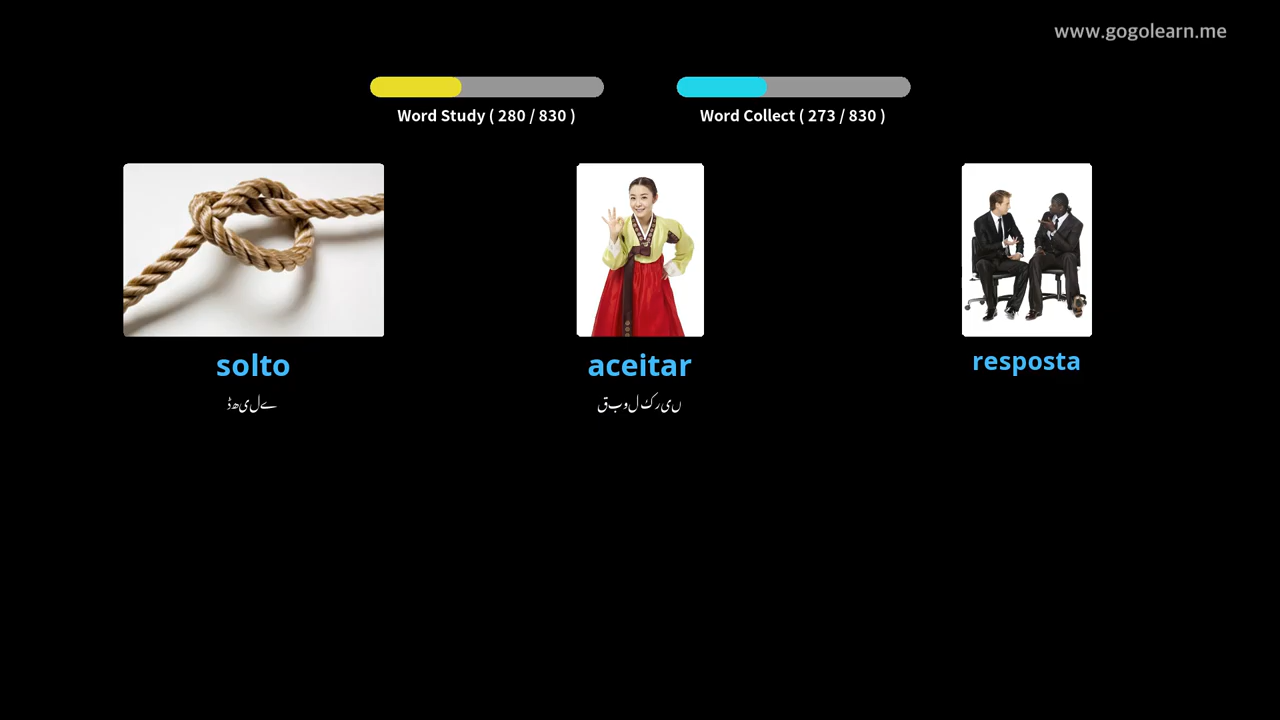 www.gogolearn.me
Word Study ( 280 / 830 )
Word Collect ( 273 / 830 )
solto
aceitar
resposta
ڈھیلے
قبول کریں